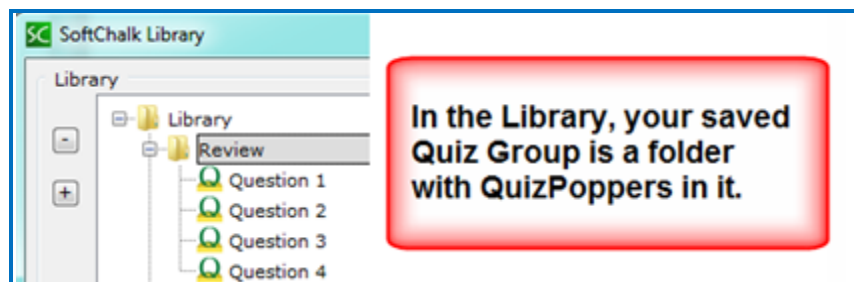 SC SoftChalk Library
Library
- Library
- Review
+ Question 1
Question 2
Question 3
Question 4
In the Library, your saved
Quiz Group is a folder
with QuizPoppers in it.